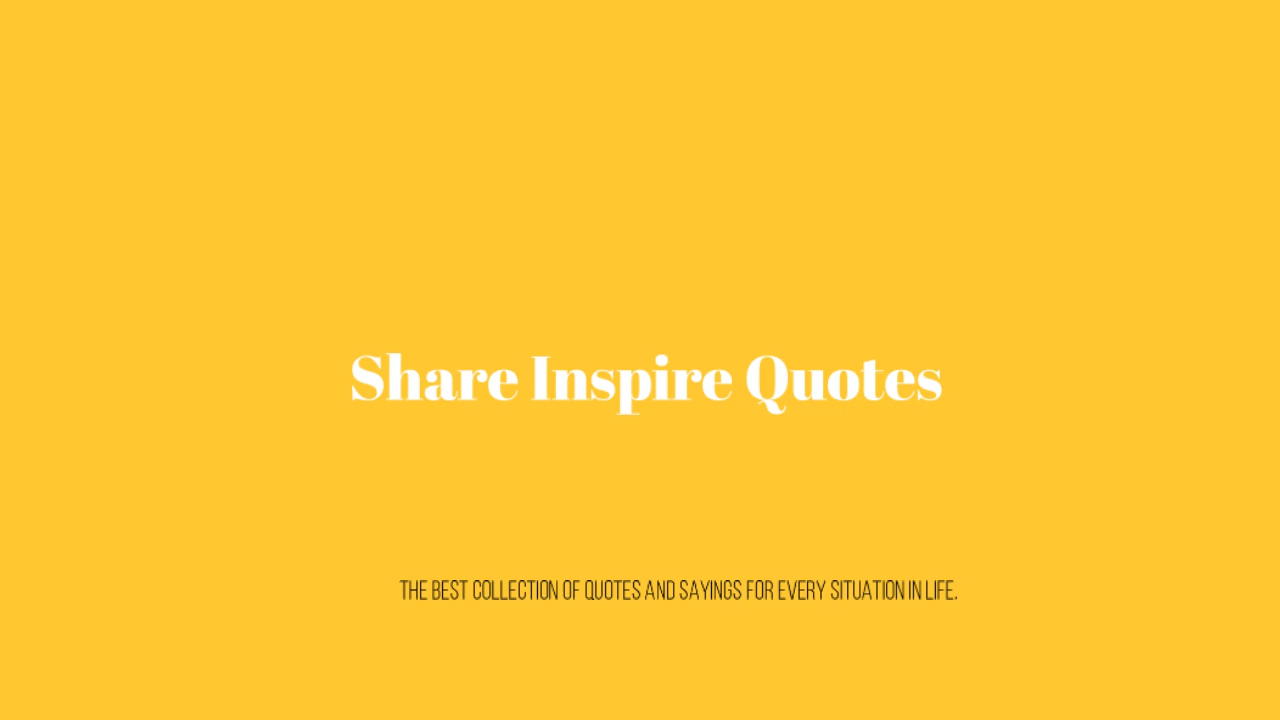 Share Inspire Quotes
THE BEST COLLECTION OF QUOTES AND SAYINGS FOR EVERY SITUATION IN LIFE.